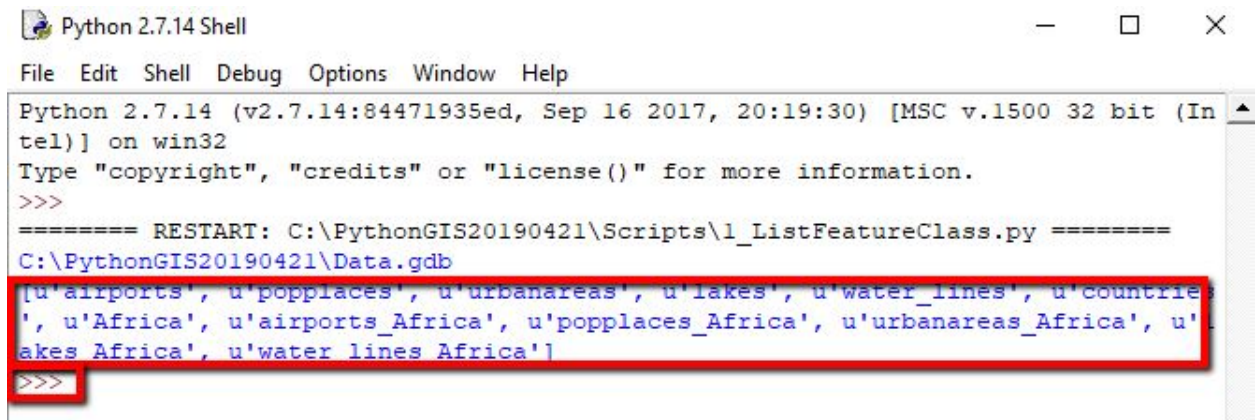 Python 2.7.14 Shell
File Edit Shell Debug Options Window Help
Python 2.7.14 (v2.7.14:84471935ed, Sep 16 2017, 20:19:30) [MSC v.1500 32 bit (In
tel)] on win32
Type "copyright", "credits" or "license()" for more information.
>>>
======== RESTART: C:\PythonGIS20190421\Scripts\1_ListFeatureClass.py ========
C:\PythonGIS20190421\Data.gdb
[u'airports', u'popplaces', u'urbanareas', u'lakes', u'water_lines', u'countries
', u'Africa', u'airports_Africa', u'popplaces_Africa', u'urbanareas_Africa', u'l
akes_Africa', u'water_lines_Africa']
>>>